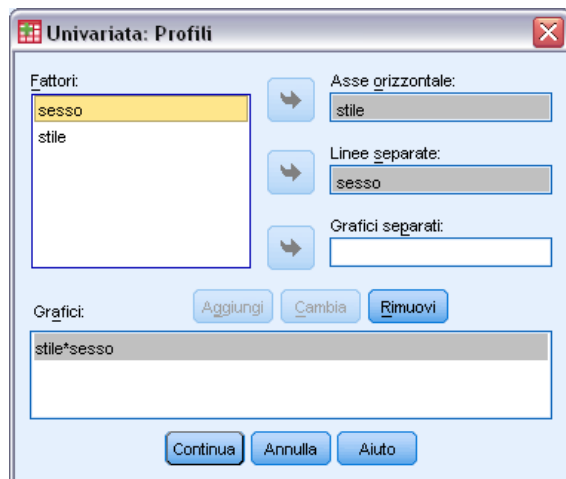 Univariata: Profili
Fattori:
sesso
stile
Asse orizzontale:
stile
Linee separate:
sesso
Grafici separati:
Aggiungi
Cambia
Rimuovi
Grafici:
stile*sesso
Continua
Annulla
Aiuto